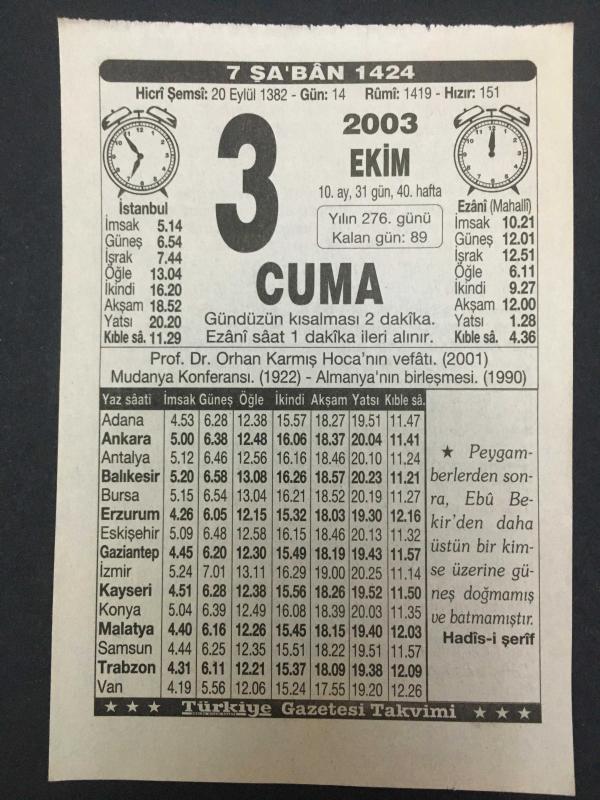 7 ŞA'BÂN 1424
Hicrî Şemsî: 20 Eylül 1382 - Gün: 14 Rûmî: 1419 - Hızır: 151
3
2003
EKİM
10. ay, 31 gün, 40. hafta
Yılın 276. günü
Kalan gün: 89
CUMA
Gündüzün kısalması 2 dakîka.
Ezânî sâat 1 dakîka ileri alınır.
İstanbul
İmsak 5.14
Güneş 6.54
İşrak 7.44
Öğle 13.04
İkindi 16.20
Akşam 18.52
Yatsı 20.20
Kıble sâ. 11.29
Ezânî (Mahallî)
İmsak 10.21
Güneş 12.01
İşrak 12.51
Öğle 6.11
İkindi 9.27
Akşam 12.00
Yatsı 1.28
Kıble sâ. 4.36
Prof. Dr. Orhan Karmış Hoca'nın vefâtı. (2001)
Mudanya Konferansı. (1922) - Almanya'nın birleşmesi. (1990)
Yaz sâati İmsak Güneş Öğle İkindi Akşam Yatsı Kıble sâ.
Adana 4.53 6.28 12.38 15.57 18.27 19.51 11.47
Ankara 5.00 6.38 12.48 16.06 18.37 20.04 11.41
Antalya 5.12 6.46 12.56 16.16 18.46 20.10 11.24
Balıkesir 5.20 6.58 13.08 16.26 18.57 20.23 11.21
Bursa 5.15 6.54 13.04 16.21 18.52 20.19 11.27
Erzurum 4.26 6.05 12.15 15.32 18.03 19.30 12.16
Eskişehir 5.09 6.48 12.58 16.15 18.46 20.13 11.32
Gaziantep 4.45 6.20 12.30 15.49 18.19 19.43 11.57
İzmir 5.24 7.01 13.11 16.29 19.00 20.25 11.14
Kayseri 4.51 6.28 12.38 15.56 18.26 19.52 11.50
Konya 5.04 6.39 12.49 16.08 18.39 20.03 11.35
Malatya 4.40 6.16 12.26 15.45 18.15 19.40 12.03
Samsun 4.44 6.25 12.35 15.51 18.22 19.51 11.57
Trabzon 4.31 6.11 12.21 15.37 18.09 19.38 12.09
Van 4.19 5.56 12.06 15.24 17.55 19.20 12.26
★ Peygam-
berlerden son-
ra, Ebû Be-
kir'den daha
üstün bir kim-
se üzerine gü-
neş doğmamış
ve batmamıştır.
Hadîs-i şerîf
★ ★ ★ Türkiye Gazetesi Takvimi ★ ★ ★